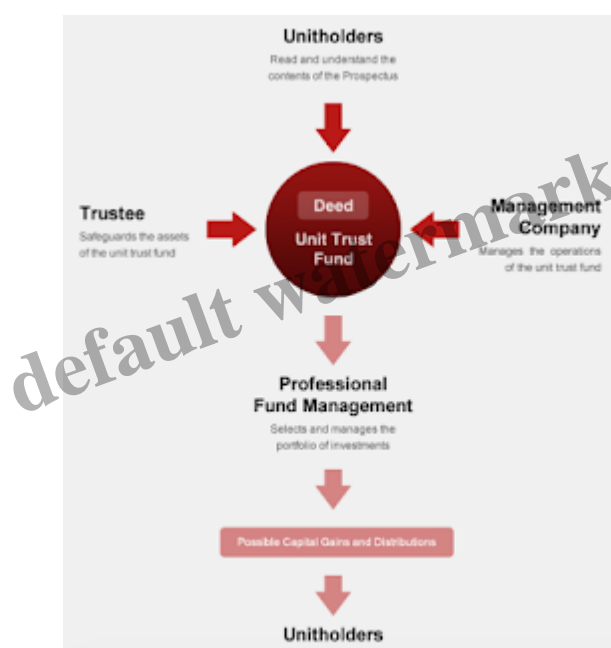 Unitholders
Read and understand the
contents of the Prospectus
Trustee
Safeguards the assets
of the unit trust fund
Deed
Unit Trust
Fund
Management
Company
Manages the operations
of the unit trust fund
default watermark
Professional
Fund Management
Selects and manages the
portfolio of investments
Possible Capital Gains and Distributions
Unitholders